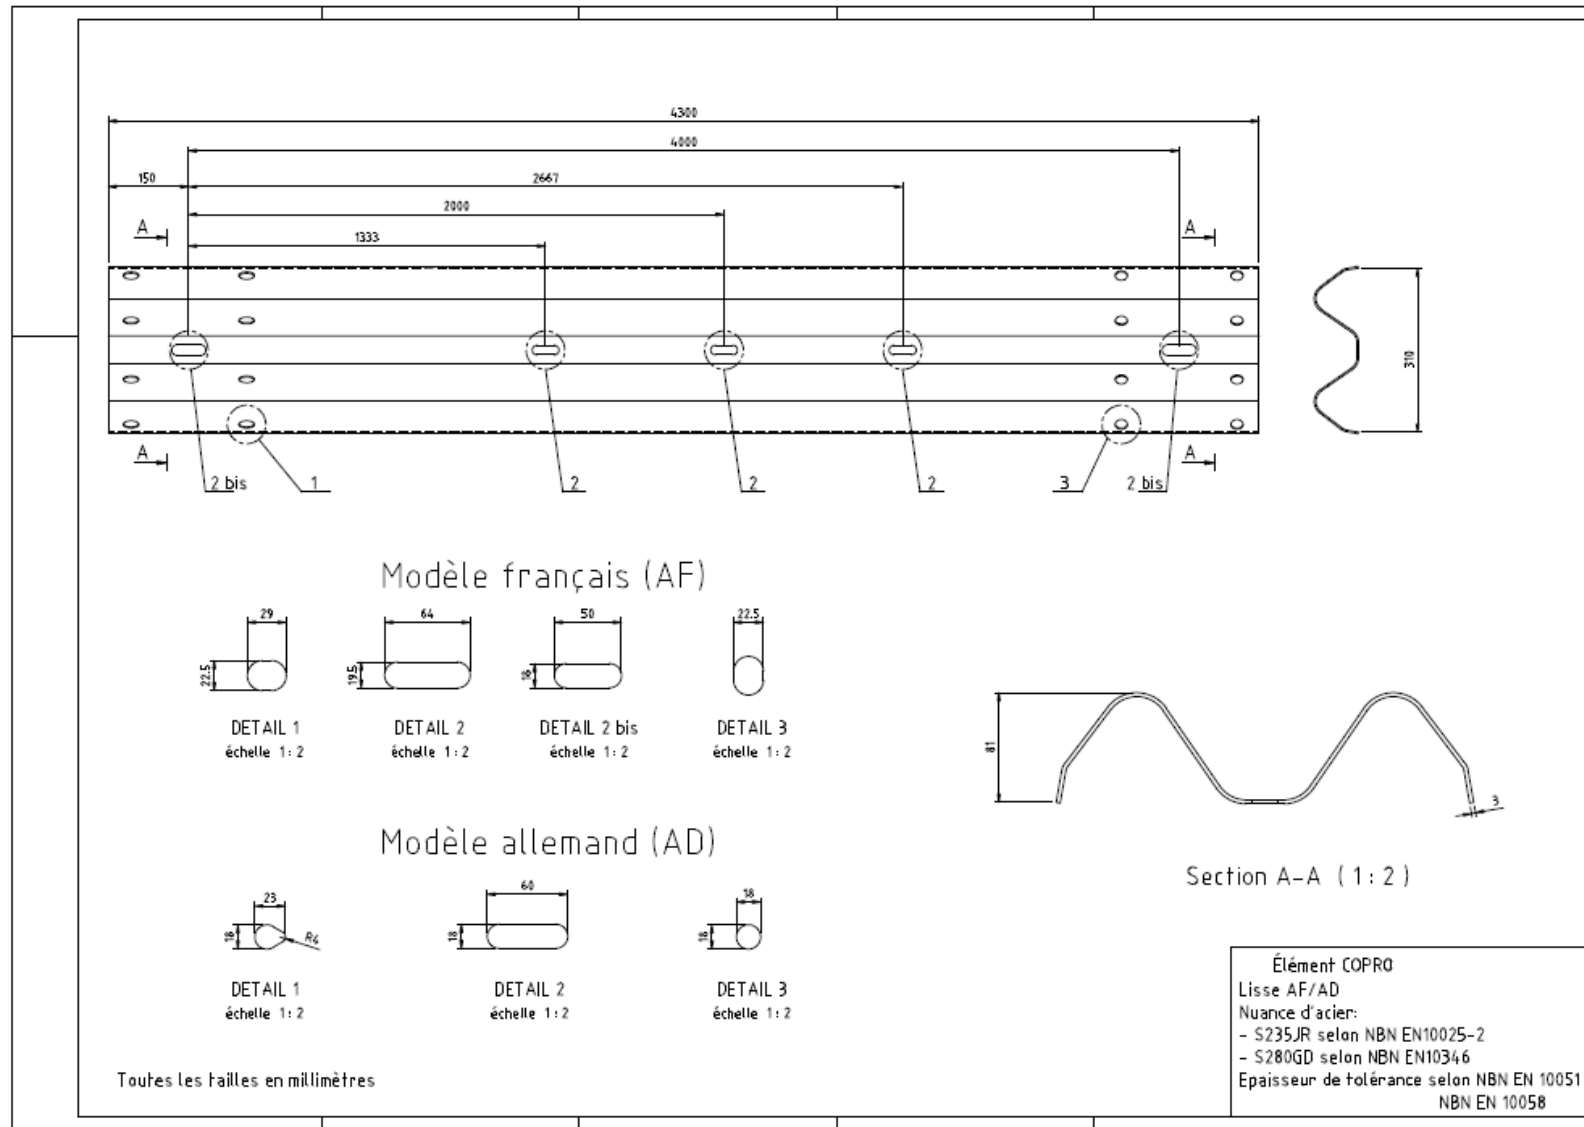 4300
4000
150
2667
2000
A
1333
A
310
A
A
2 bis
1
2
2
2
3
2 bis
Modèle français (AF)
29
64
50
22.5
22.5
19.5
18
DETAIL 1
échelle 1:2
DETAIL 2
échelle 1:2
DETAIL 2 bis
échelle 1:2
DETAIL 3
échelle 1:2
81
3
Section A-A (1:2)
Modèle allemand (AD)
23
60
18
18
R4
18
18
DETAIL 1
échelle 1:2
DETAIL 2
échelle 1:2
DETAIL 3
échelle 1:2
Élément COPRO
Lisse AF/AD
Nuance d'acier:
- S235JR selon NBN EN10025-2
- S280GD selon NBN EN10346
Epaisseur de tolérance selon NBN EN 10051
NBN EN 10058
Toutes les tailles en millimètres